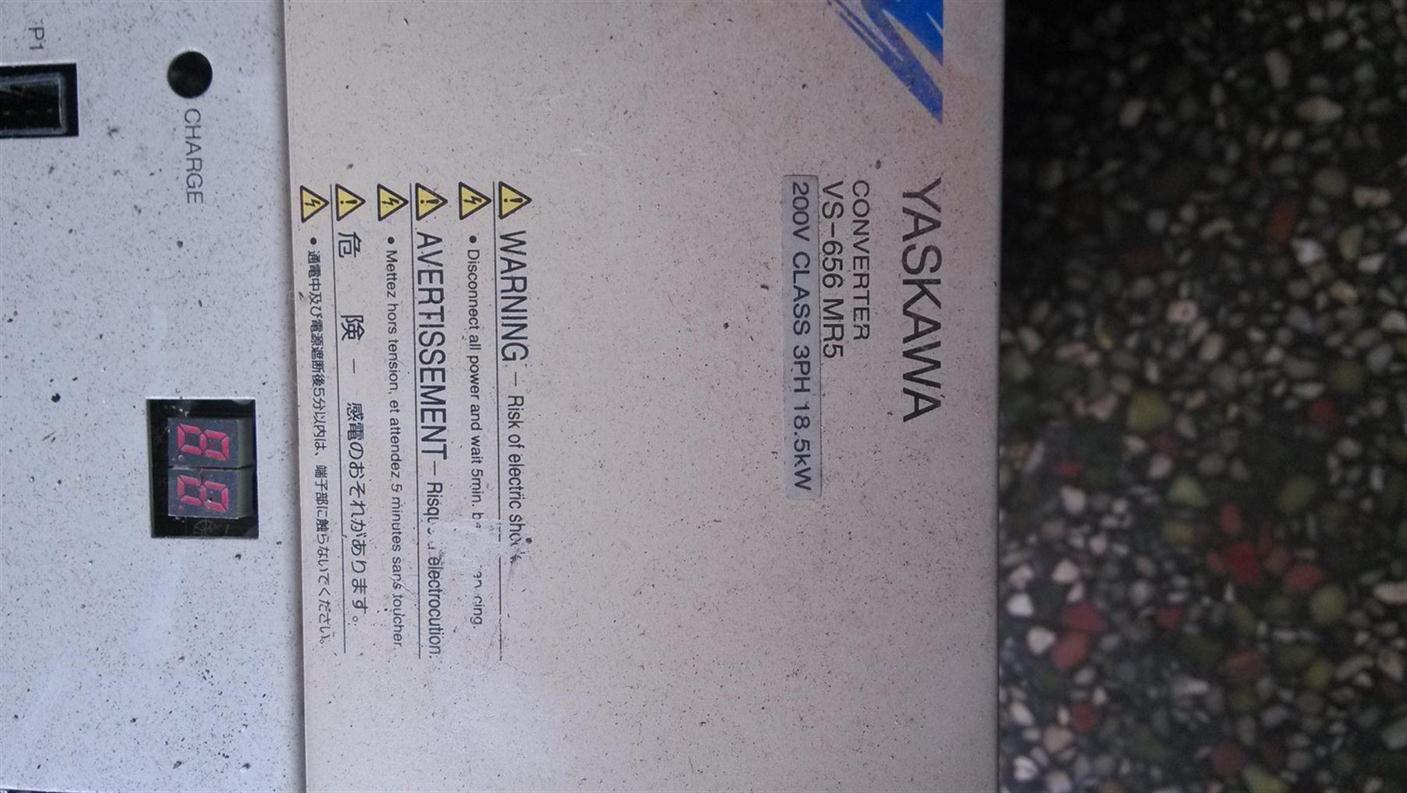 YASKAWA
CONVERTER
VS-656 MR5
200V CLASS 3PH 18.5kW
WARNING - Risk of electric shock
• Disconnect all power and wait 5min.
AVERTISSEMENT - électrocution.
• Mettez hors tension, et attendez 5 minutes sans toucher.
危 険 - 感電のおそれがあります。
• 通電中及び電源遮断後5分以内は、端子部に触らないでください。
CHARGE
P1